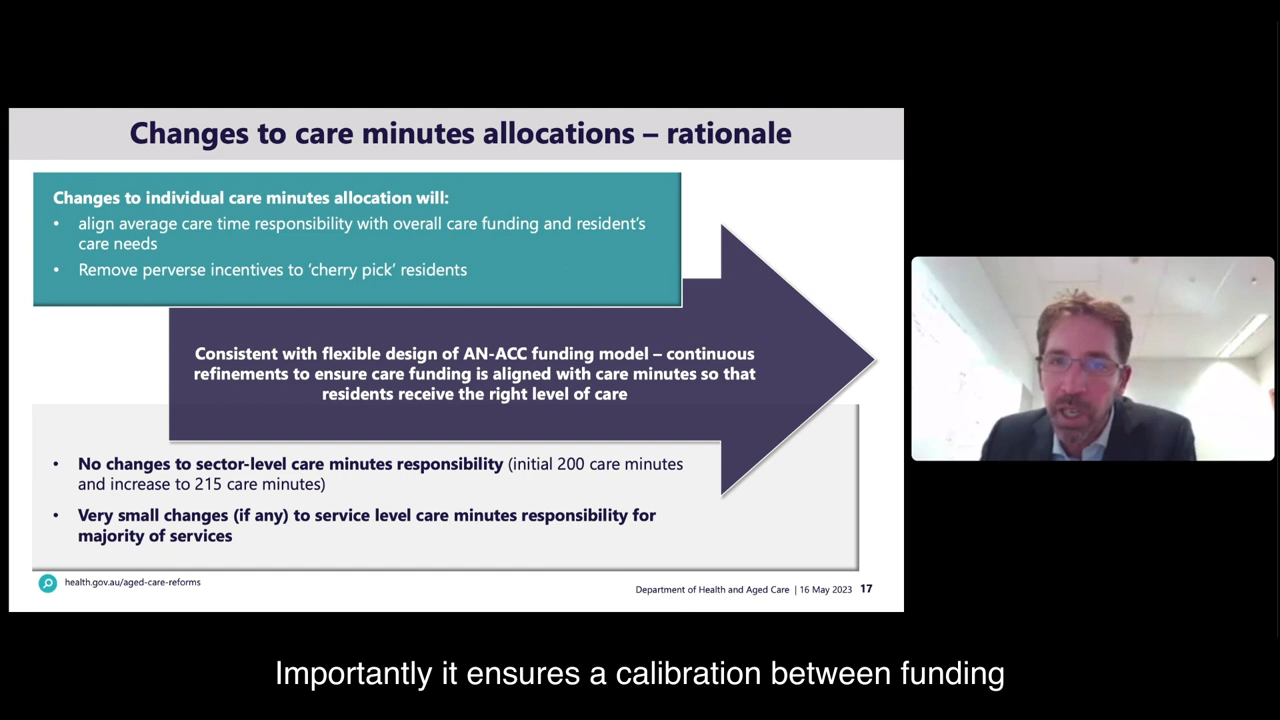 Changes to care minutes allocations – rationale
Changes to individual care minutes allocation will:
• align average care time responsibility with overall care funding and resident's
care needs
• Remove perverse incentives to 'cherry pick' residents
Consistent with flexible design of AN-ACC funding model – continuous
refinements to ensure care funding is aligned with care minutes so that
residents receive the right level of care
• No changes to sector-level care minutes responsibility (initial 200 care minutes
and increase to 215 care minutes)
• Very small changes (if any) to service level care minutes responsibility for
majority of services
health.gov.au/aged-care-reforms
Department of Health and Aged Care | 16 May 2023 17
Importantly it ensures a calibration between funding